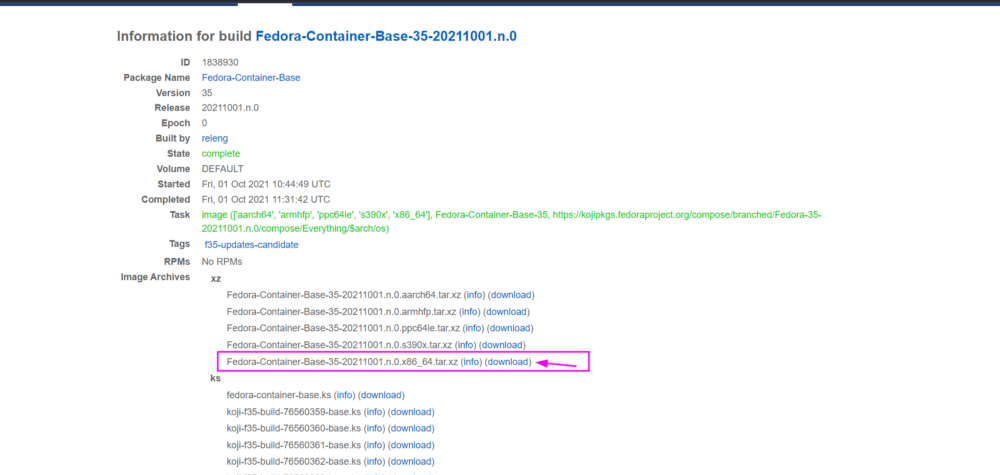 Information for build Fedora-Container-Base-35-20211001.n.0
ID 1838930
Package Name Fedora-Container-Base
Version 35
Release 20211001.n.0
Epoch 0
Built by releng
State complete
Volume DEFAULT
Started Fri, 01 Oct 2021 10:44:49 UTC
Completed Fri, 01 Oct 2021 11:31:42 UTC
Task image (['aarch64', 'armhfp', 'ppc64le', 's390x', 'x86_64'], Fedora-Container-Base-35, https://kojipkgs.fedoraproject.org/compose/branched/Fedora-35-
20211001.n.0/compose/Everything/$arch/os)
Tags f35-updates-candidate
RPMs No RPMs
Image Archives xz
Fedora-Container-Base-35-20211001.n.0.aarch64.tar.xz (info) (download)
Fedora-Container-Base-35-20211001.n.0.armhfp.tar.xz (info) (download)
Fedora-Container-Base-35-20211001.n.0.ppc64le.tar.xz (info) (download)
Fedora-Container-Base-35-20211001.n.0.s390x.tar.xz (info) (download)
Fedora-Container-Base-35-20211001.n.0.x86_64.tar.xz (info) (download)
ks
fedora-container-base.ks (info) (download)
koji-f35-build-76560359-base.ks (info) (download)
koji-f35-build-76560360-base.ks (info) (download)
koji-f35-build-76560361-base.ks (info) (download)
koji-f35-build-76560362-base.ks (info) (download)